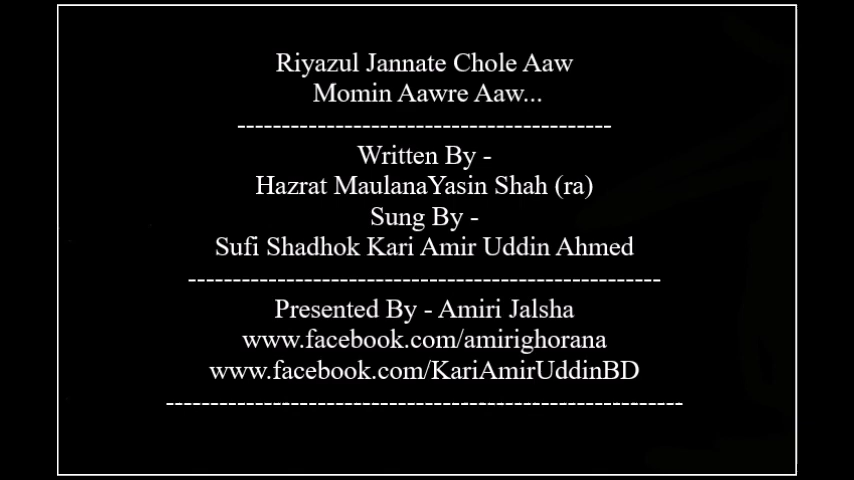 Riyazul Jannate Chole Aaw
Momin Aawre Aaw...
------------------------------------------
Written By -
Hazrat MaulanaYasin Shah (ra)
Sung By -
Sufi Shadhok Kari Amir Uddin Ahmed
-----------------------------------------------------
Presented By - Amiri Jalsha
www.facebook.com/amirighorana
www.facebook.com/KariAmirUddinBD
----------------------------------------------------------